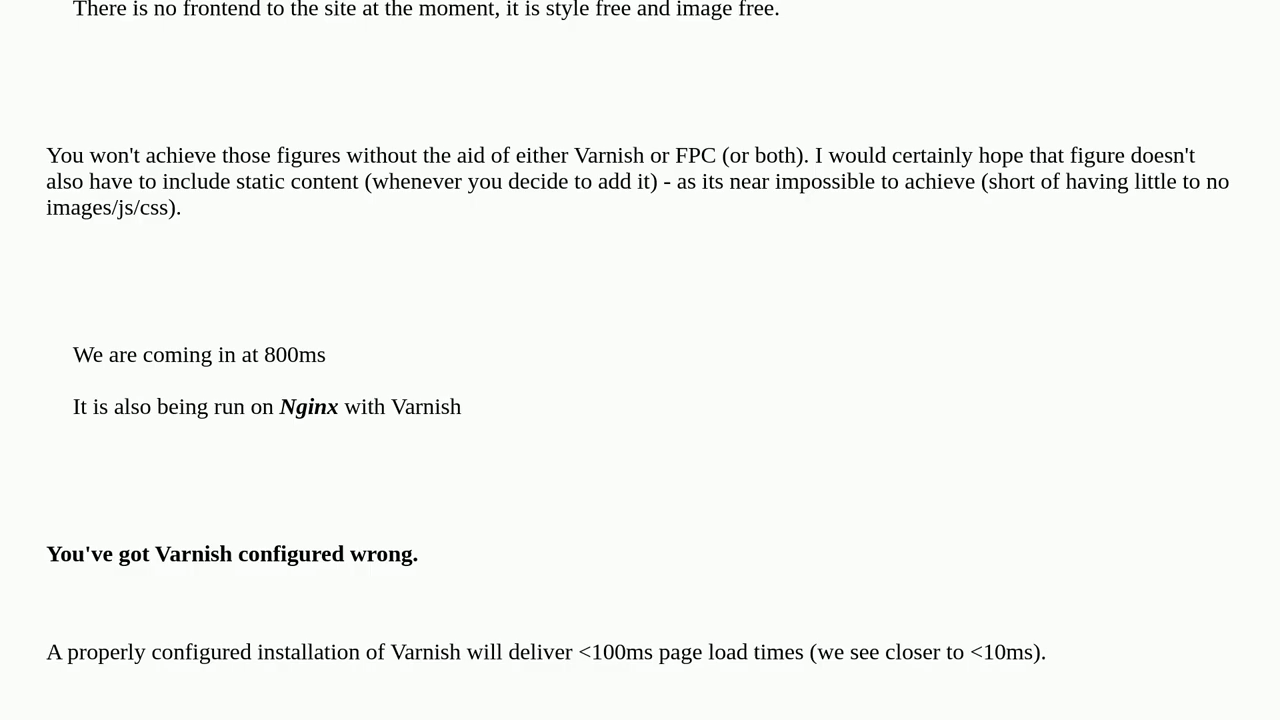 There is no frontend to the site at the moment, it is style free and image free.
You won't achieve those figures without the aid of either Varnish or FPC (or both). I would certainly hope that figure doesn't
also have to include static content (whenever you decide to add it) - as its near impossible to achieve (short of having little to no
images/js/css).
We are coming in at 800ms
It is also being run on Nginx with Varnish
You've got Varnish configured wrong.
A properly configured installation of Varnish will deliver <100ms page load times (we see closer to <10ms).